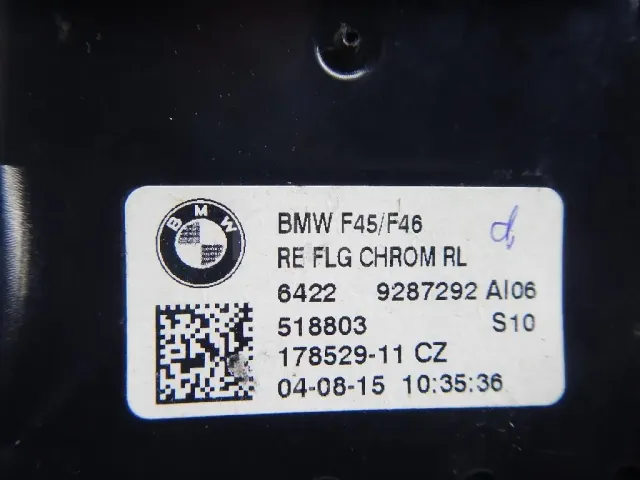 BMW
BMW F45/F46
RE FLG CHROM RL
6422 9287292 AI06
518803 S10
178529-11 CZ
04-08-15 10:35:36